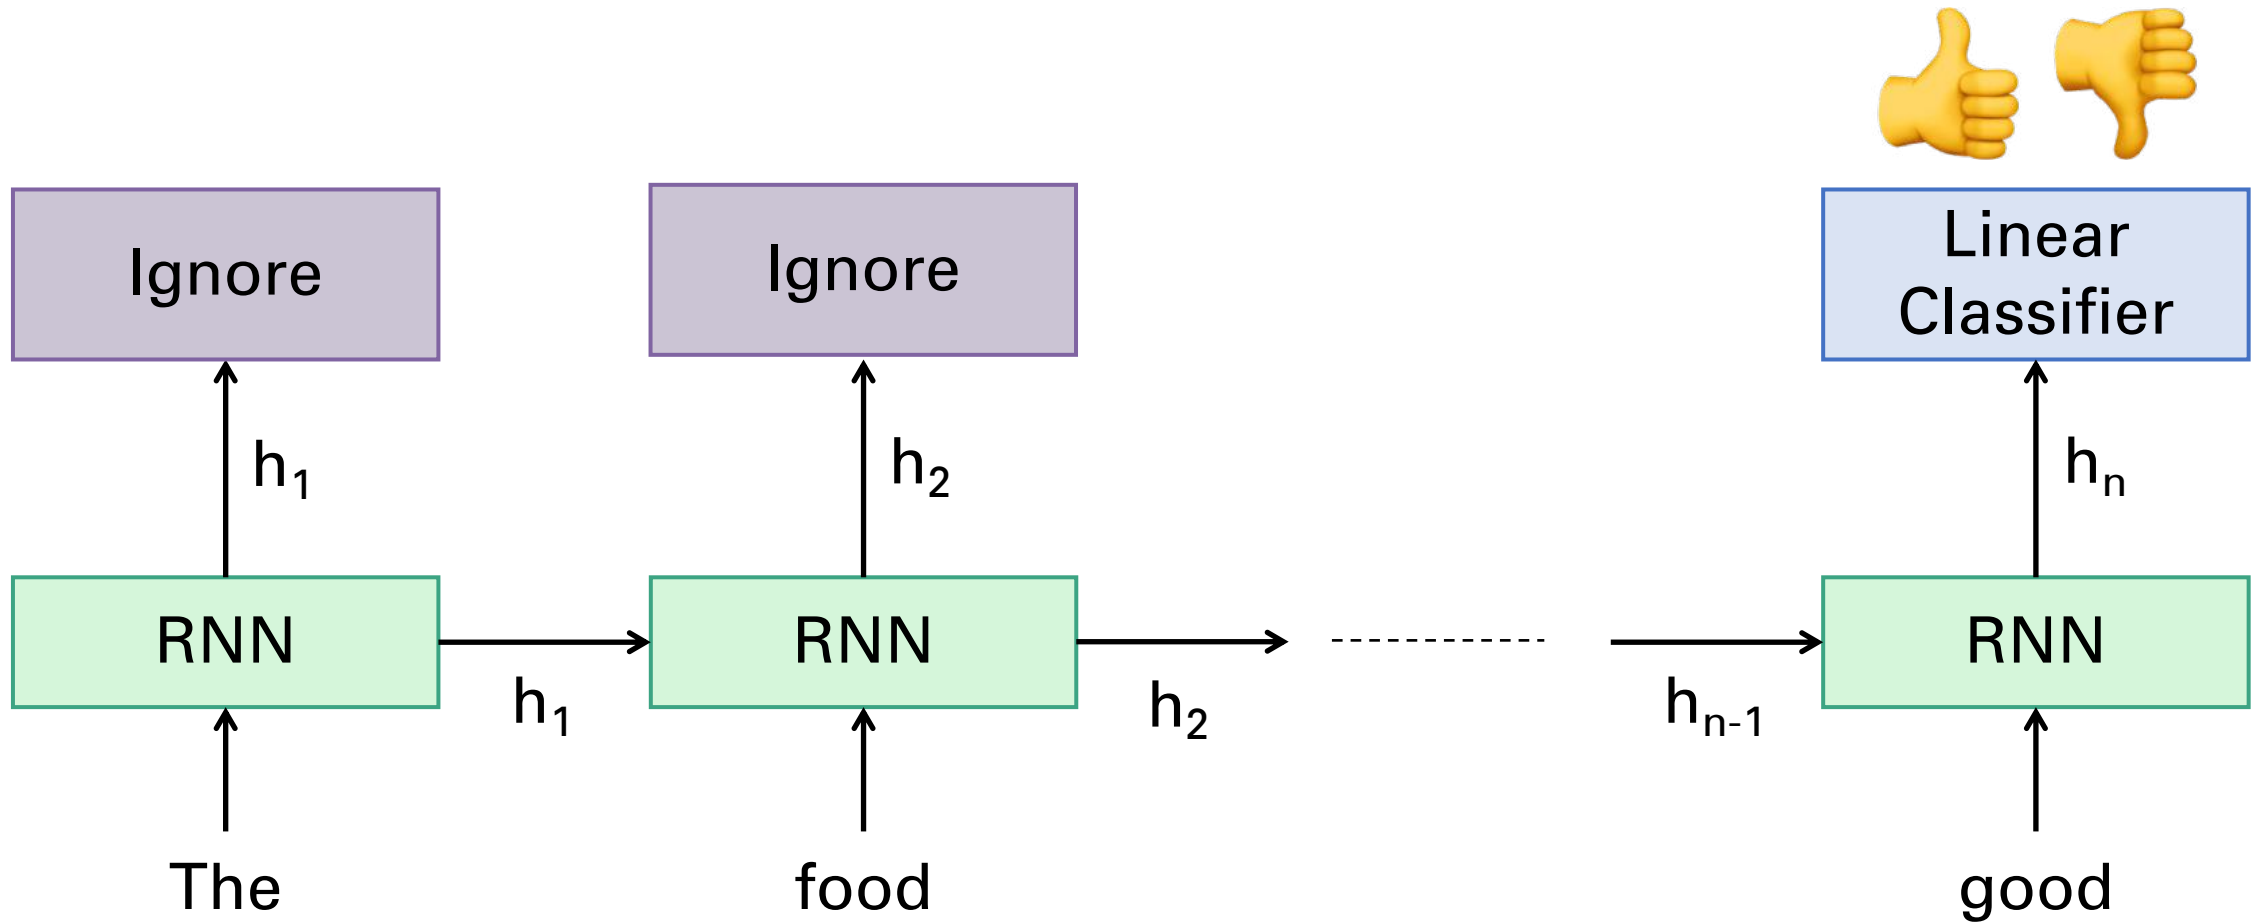 Ignore
Ignore
Linear
Classifier
h₁
h₂
hₙ
RNN
RNN
RNN
h₁
h₂
hₙ₋₁
The
food
good